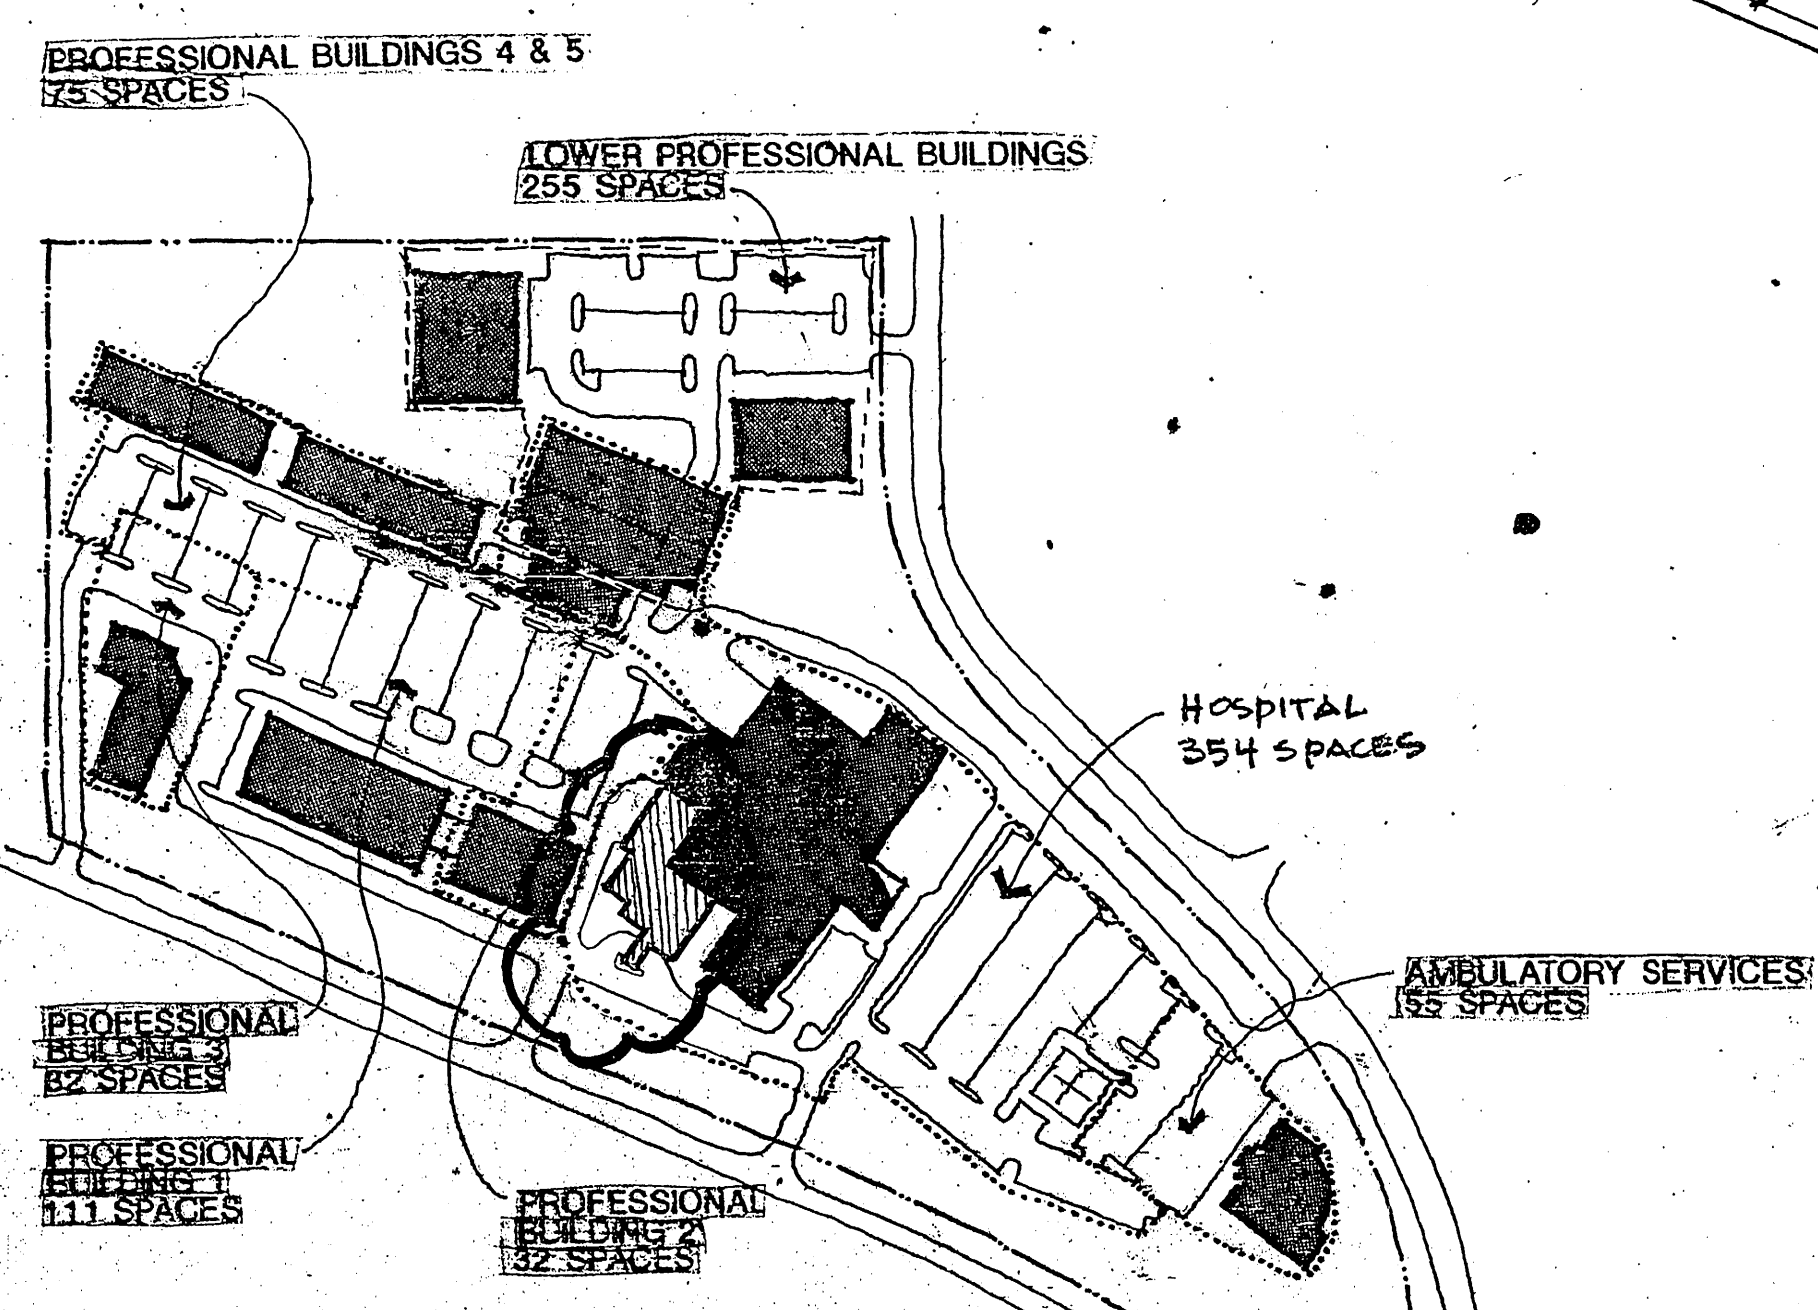 PROFESSIONAL BUILDINGS 4 & 5
75 SPACES
LOWER PROFESSIONAL BUILDINGS
255 SPACES
HOSPITAL
354 SPACES
AMBULATORY SERVICES
55 SPACES
PROFESSIONAL
BUILDING 3
32 SPACES
PROFESSIONAL
BUILDING 1
111 SPACES
PROFESSIONAL
BUILDING 2
32 SPACES